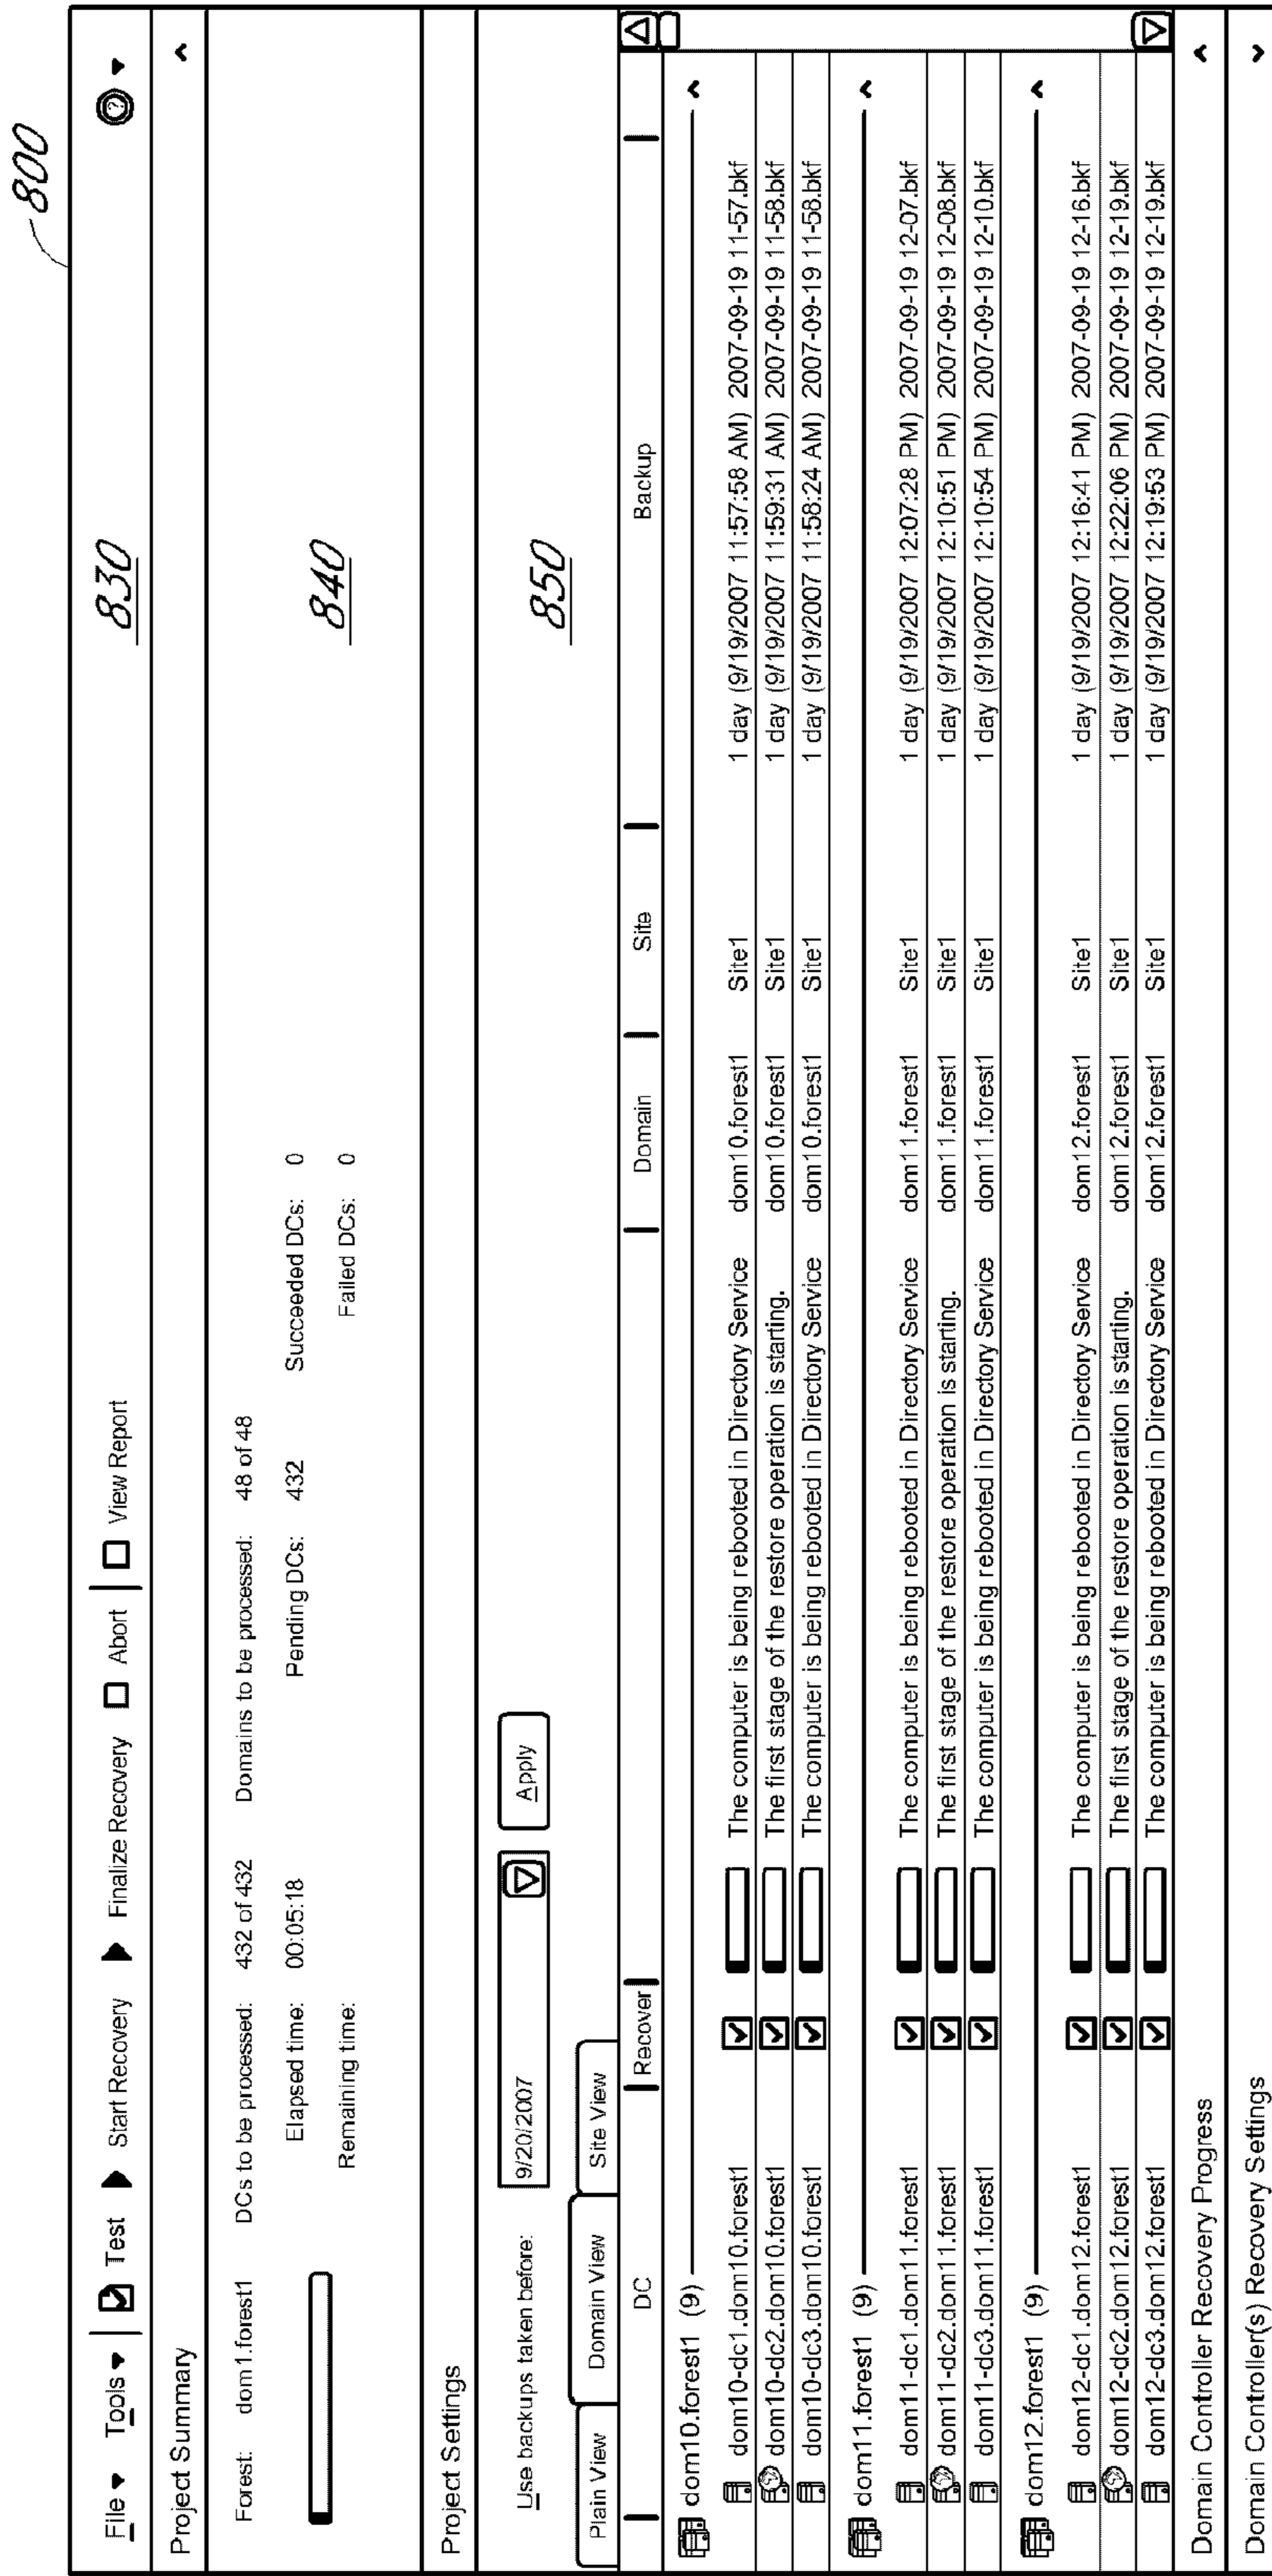 800
File Tools Test Start Recovery Finalize Recovery Abort View Report ?
830
Project Summary
Forest: dom1.forest1 DCs to be processed: 432 of 432 Domains to be processed: 48 of 48
Elapsed time: 00:05:18 Pending DCs: 432 Succeeded DCs: 0
Remaining time: Failed DCs: 0
840
Project Settings
Use backups taken before: 9/20/2007 Apply
850
Plain View Domain View Site View
DC Recover Domain Site Backup
dom10.forest1 (9)
dom10-dc1.dom10.forest1 The computer is being rebooted in Directory Service dom10.forest1 Site1 1 day (9/19/2007 11:57:58 AM) 2007-09-19 11-57.bkf
dom10-dc2.dom10.forest1 The first stage of the restore operation is starting. dom10.forest1 Site1 1 day (9/19/2007 11:59:31 AM) 2007-09-19 11-58.bkf
dom10-dc3.dom10.forest1 The computer is being rebooted in Directory Service dom10.forest1 Site1 1 day (9/19/2007 11:58:24 AM) 2007-09-19 11-58.bkf
dom11.forest1 (9)
dom11-dc1.dom11.forest1 The computer is being rebooted in Directory Service dom11.forest1 Site1 1 day (9/19/2007 12:07:28 PM) 2007-09-19 12-07.bkf
dom11-dc2.dom11.forest1 The first stage of the restore operation is starting. dom11.forest1 Site1 1 day (9/19/2007 12:10:51 PM) 2007-09-19 12-08.bkf
dom11-dc3.dom11.forest1 The computer is being rebooted in Directory Service dom11.forest1 Site1 1 day (9/19/2007 12:10:54 PM) 2007-09-19 12-10.bkf
dom12.forest1 (9)
dom12-dc1.dom12.forest1 The computer is being rebooted in Directory Service dom12.forest1 Site1 1 day (9/19/2007 12:16:41 PM) 2007-09-19 12-16.bkf
dom12-dc2.dom12.forest1 The first stage of the restore operation is starting. dom12.forest1 Site1 1 day (9/19/2007 12:22:06 PM) 2007-09-19 12-19.bkf
dom12-dc3.dom12.forest1 The computer is being rebooted in Directory Service dom12.forest1 Site1 1 day (9/19/2007 12:19:53 PM) 2007-09-19 12-19.bkf
Domain Controller Recovery Progress
Domain Controller(s) Recovery Settings